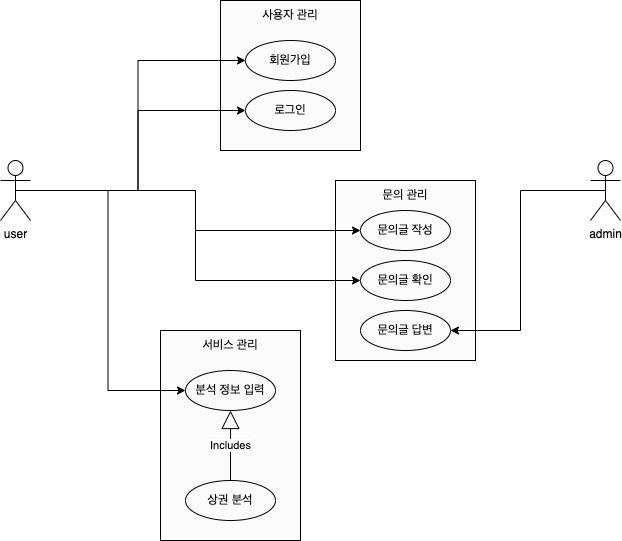 사용자 관리
회원가입
로그인
user
문의 관리
문의글 작성
문의글 확인
문의글 답변
admin
서비스 관리
분석 정보 입력
Includes
상권 분석